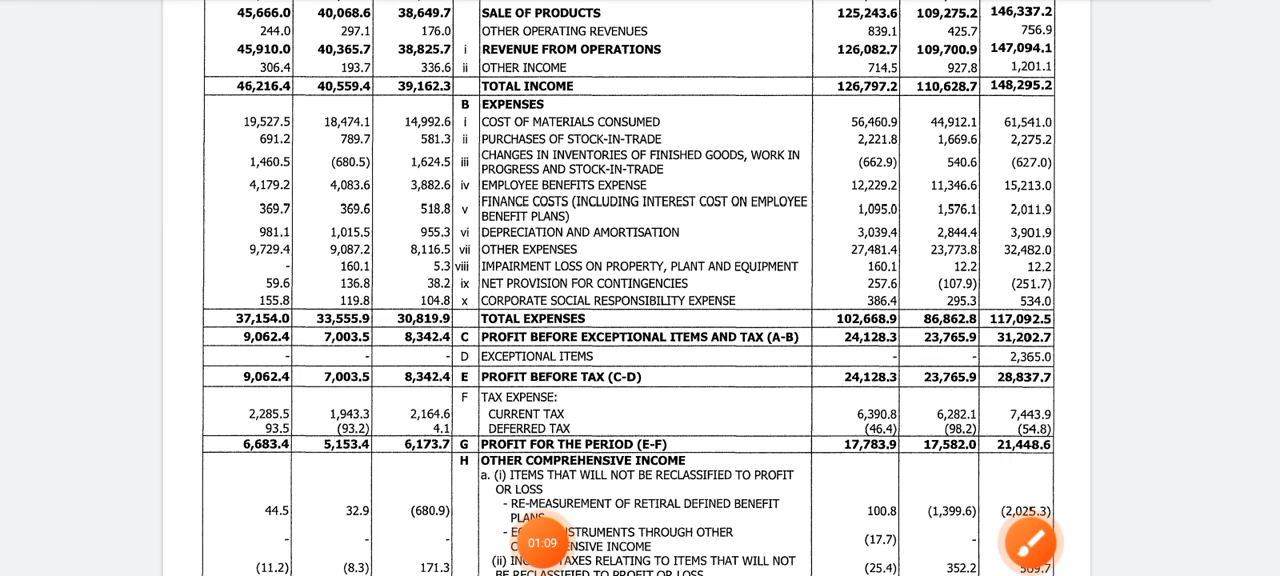 45,666.0 40,068.6 38,649.7 SALE OF PRODUCTS 125,243.6 109,275.2 146,337.2
244.0 297.1 176.0 OTHER OPERATING REVENUES 839.1 425.7 756.9
45,910.0 40,365.7 38,825.7 i REVENUE FROM OPERATIONS 126,082.7 109,700.9 147,094.1
306.4 193.7 336.6 ii OTHER INCOME 714.5 927.8 1,201.1
46,216.4 40,559.4 39,162.3 TOTAL INCOME 126,797.2 110,628.7 148,295.2
B EXPENSES
19,527.5 18,474.1 14,992.6 i COST OF MATERIALS CONSUMED 56,460.9 44,912.1 61,541.0
691.2 789.7 581.3 ii PURCHASES OF STOCK-IN-TRADE 2,221.8 1,669.6 2,275.2
1,460.5 (680.5) 1,624.5 iii CHANGES IN INVENTORIES OF FINISHED GOODS, WORK IN (662.9) 540.6 (627.0)
PROGRESS AND STOCK-IN-TRADE
4,179.2 4,083.6 3,882.6 iv EMPLOYEE BENEFITS EXPENSE 12,229.2 11,346.6 15,213.0
369.7 369.6 518.8 v FINANCE COSTS (INCLUDING INTEREST COST ON EMPLOYEE 1,095.0 1,576.1 2,011.9
BENEFIT PLANS)
981.1 1,015.5 955.3 vi DEPRECIATION AND AMORTISATION 3,039.4 2,844.4 3,901.9
9,729.4 9,087.2 8,116.5 vii OTHER EXPENSES 27,481.4 23,773.8 32,482.0
- 160.1 5.3 viii IMPAIRMENT LOSS ON PROPERTY, PLANT AND EQUIPMENT 160.1 12.2 12.2
59.6 136.8 38.2 ix NET PROVISION FOR CONTINGENCIES 257.6 (107.9) (251.7)
155.8 119.8 104.8 x CORPORATE SOCIAL RESPONSIBILITY EXPENSE 386.4 295.3 534.0
37,154.0 33,555.9 30,819.9 TOTAL EXPENSES 102,668.9 86,862.8 117,092.5
9,062.4 7,003.5 8,342.4 C PROFIT BEFORE EXCEPTIONAL ITEMS AND TAX (A-B) 24,128.3 23,765.9 31,202.7
- - - D EXCEPTIONAL ITEMS - - 2,365.0
9,062.4 7,003.5 8,342.4 E PROFIT BEFORE TAX (C-D) 24,128.3 23,765.9 28,837.7
F TAX EXPENSE:
2,285.5 1,943.3 2,164.6 CURRENT TAX 6,390.8 6,282.1 7,443.9
93.5 (93.2) 4.1 DEFERRED TAX (46.4) (98.2) (54.8)
6,683.4 5,153.4 6,173.7 G PROFIT FOR THE PERIOD (E-F) 17,783.9 17,582.0 21,448.6
H OTHER COMPREHENSIVE INCOME
a. (i) ITEMS THAT WILL NOT BE RECLASSIFIED TO PROFIT
OR LOSS
44.5 32.9 (680.9) - RE-MEASUREMENT OF RETIRAL DEFINED BENEFIT 100.8 (1,399.6) (2,025.3)
PLANS
- - - - STRUMENTS THROUGH OTHER (17.7) -
ENSIVE INCOME
(11.2) (8.3) 171.3 (ii) TAXES RELATING TO ITEMS THAT WILL NOT (25.4) 352.2
BE RECLASSIFIED TO PROFIT OR LOSS
01:09